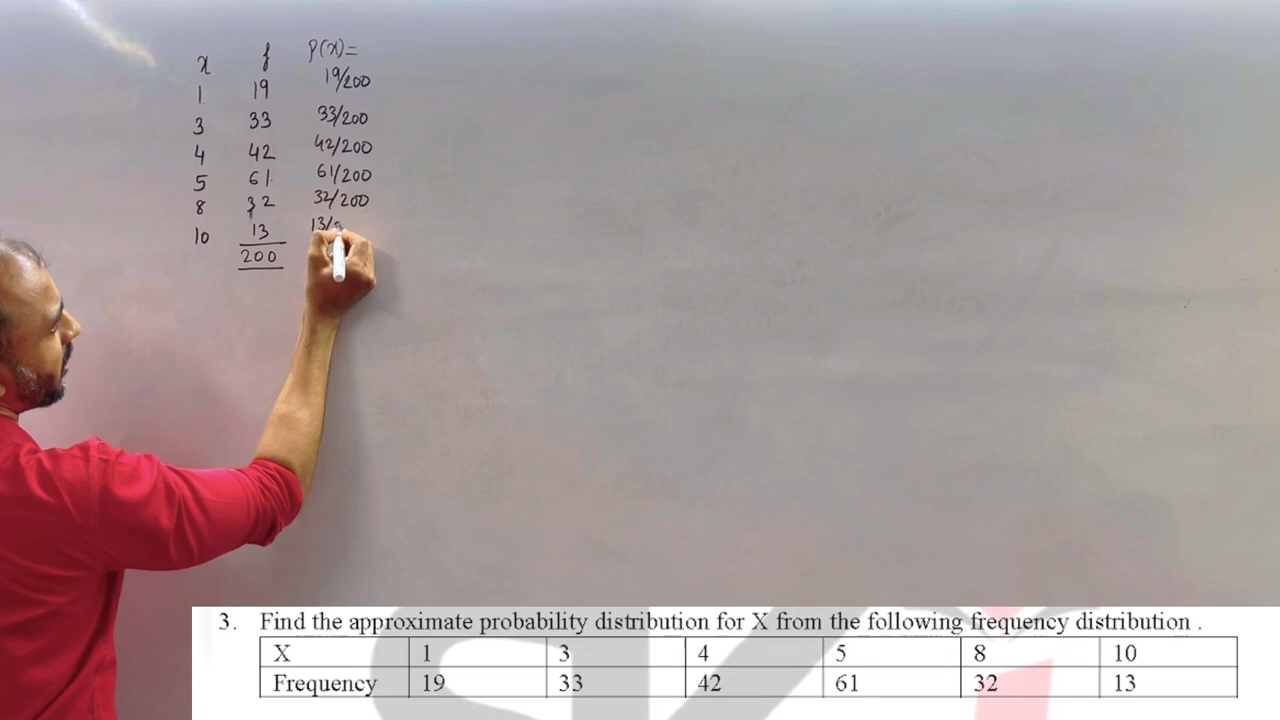 x f P(x)=
1 19 19/200
3 33 33/200
4 42 42/200
5 61 61/200
8 32 32/200
10 13 13/
200
3. Find the approximate probability distribution for X from the following frequency distribution .
X 1 3 4 5 8 10
Frequency 19 33 42 61 32 13